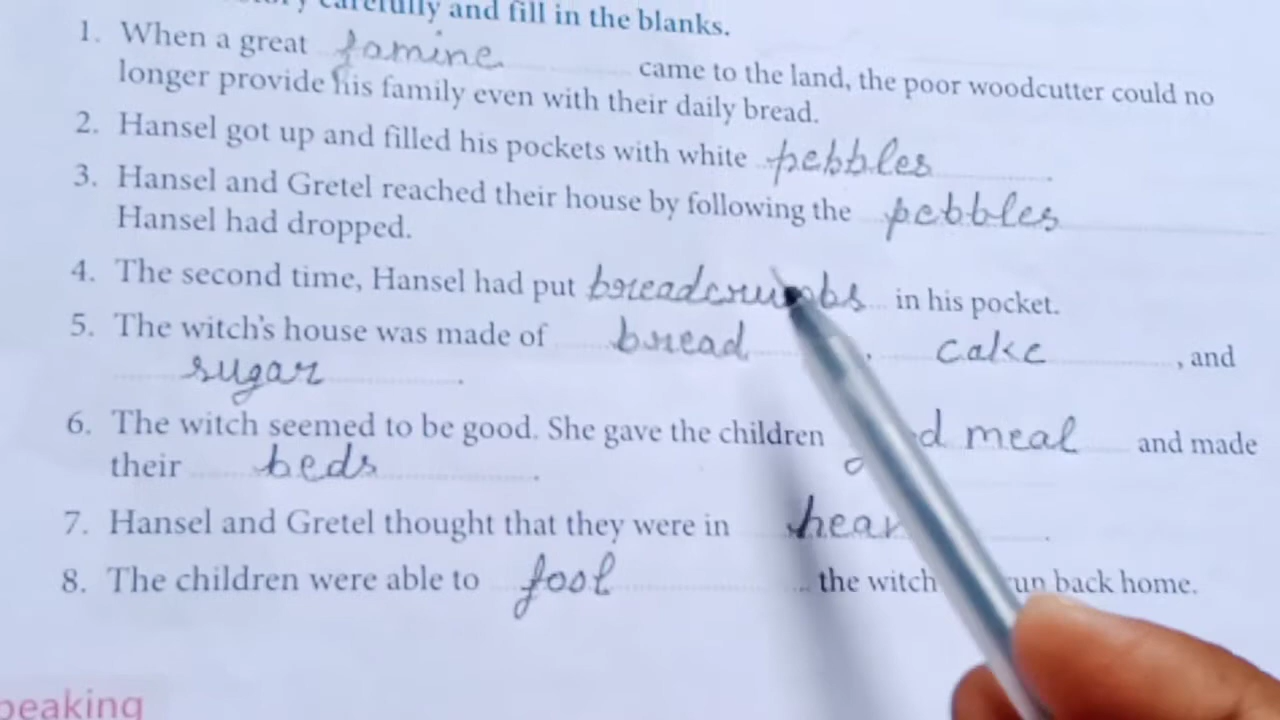 carefully and fill in the blanks.
1. When a great famine came to the land, the poor woodcutter could no
longer provide his family even with their daily bread.
2. Hansel got up and filled his pockets with white pebbles.
3. Hansel and Gretel reached their house by following the pebbles
Hansel had dropped.
4. The second time, Hansel had put breadcrumbs in his pocket.
5. The witch's house was made of bread, cake, and
sugar.
6. The witch seemed to be good. She gave the children meal and made
their beds.
7. Hansel and Gretel thought that they were in .
8. The children were able to fool the witch run back home.
peaking